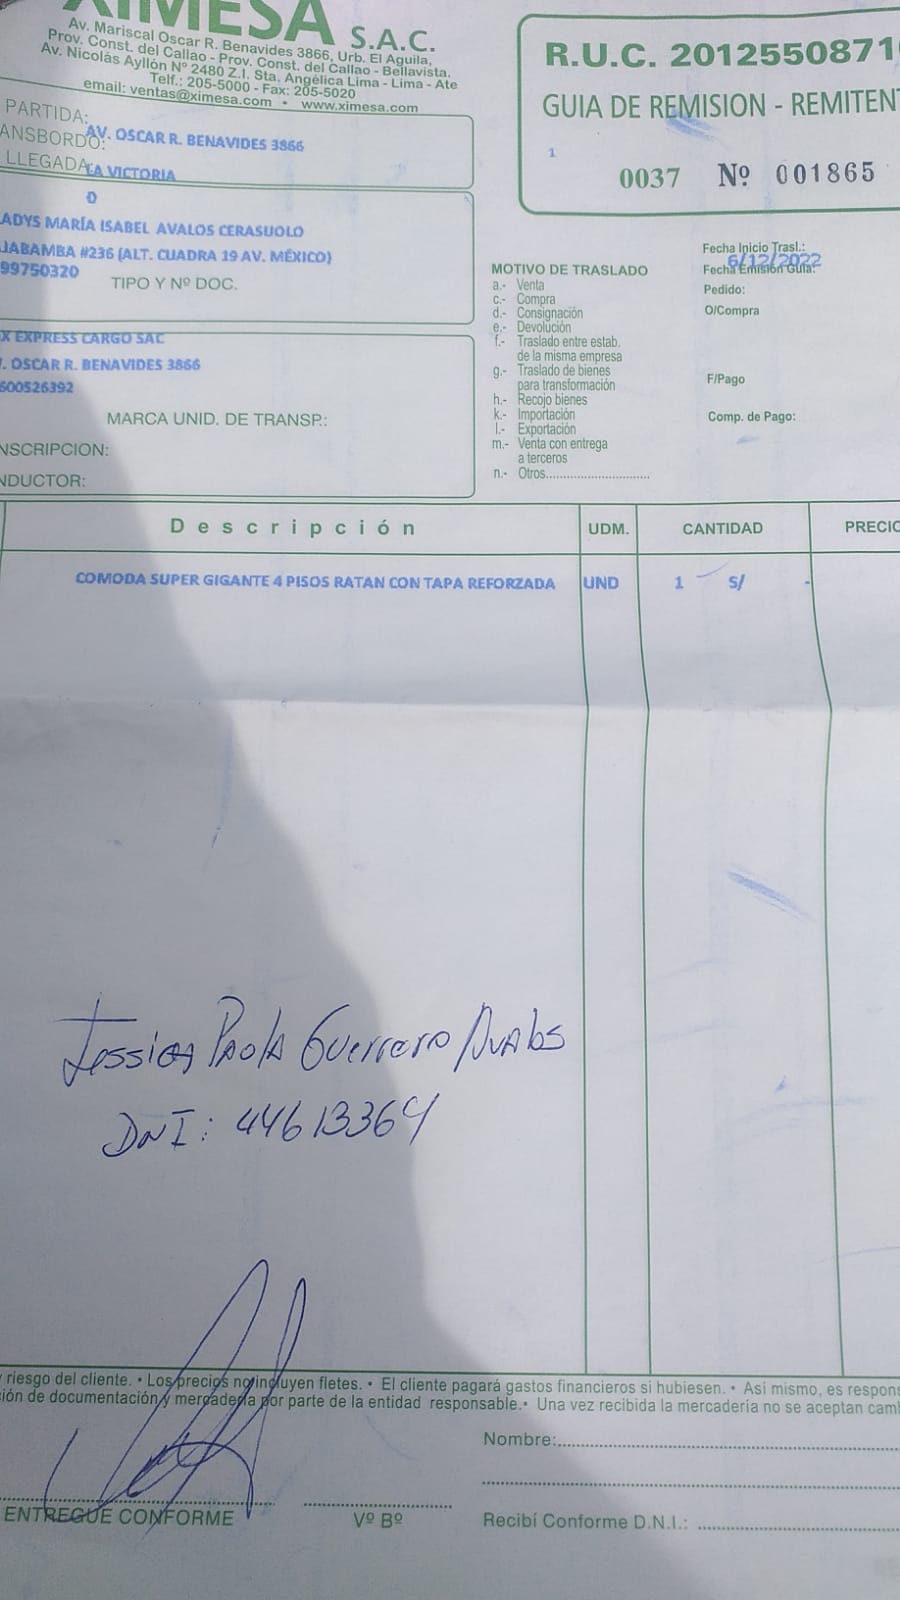 XIMESA S.A.C.
Av. Mariscal Oscar R. Benavides 3866, Urb. El Aguila,
Prov. Const. del Callao - Prov. Const. del Callao - Bellavista.
Av. Nicolás Ayllón Nº 2480 Z.I. Sta. Angélica Lima - Lima - Ate
Telf.: 205-5000 - Fax: 205-5020
email: ventas@ximesa.com • www.ximesa.com
R.U.C. 2012550871
GUIA DE REMISION - REMITEN
1
0037 Nº 001865
PARTIDA:
AV. OSCAR R. BENAVIDES 3866
ANSBORDO:
LLEGADA:
LA VICTORIA
0
ADYS MARÍA ISABEL AVALOS CERASUOLO
JABAMBA #236 (ALT. CUADRA 19 AV. MÉXICO)
99750320
TIPO Y Nº DOC.
X EXPRESS CARGO SAC
. OSCAR R. BENAVIDES 3866
600526392
MARCA UNID. DE TRANSP.:
NSCRIPCION:
NDUCTOR:
MOTIVO DE TRASLADO
a.- Venta
c.- Compra
d.- Consignación
e.- Devolución
f.- Traslado entre estab.
de la misma empresa
g.- Traslado de bienes
para transformación
h.- Recojo bienes
k.- Importación
l.- Exportación
m.- Venta con entrega
a terceros
n.- Otros..............................
Fecha Inicio Trasl.:
6/12/2022
Fecha Emisión Guía:
Pedido:
O/Compra
F/Pago
Comp. de Pago:
Descripción UDM. CANTIDAD PRECIO
COMODA SUPER GIGANTE 4 PISOS RATAN CON TAPA REFORZADA UND 1 S/ -
Jessica Paola Guerrero Avalos
DNI: 44613364
riesgo del cliente. • Los precios no incluyen fletes. • El cliente pagará gastos financieros si hubiesen. • Así mismo, es respons
ión de documentación y mercadería por parte de la entidad responsable. • Una vez recibida la mercadería no se aceptan cam
Nombre:
ENTREGUE CONFORME
Vº Bº
Recibí Conforme D.N.I.: